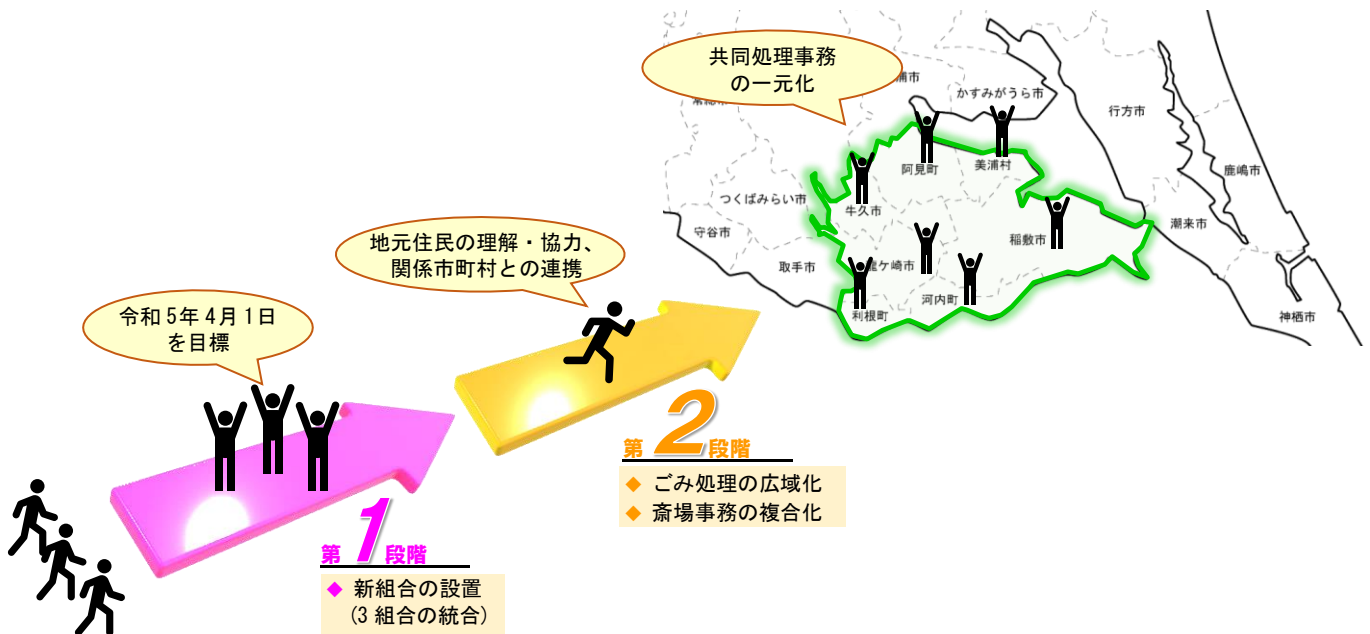 共同処理事務
の一元化
浦市
かすみがうら市
行方市
阿見町
美浦村
鹿嶋市
つくばみらい市
牛久市
潮来市
守谷市
稲敷市
取手市
龍ケ崎市
河内町
利根町
神栖市
地元住民の理解・協力、
関係市町村との連携
令和5年4月1日
を目標
第2段階
◆ ごみ処理の広域化
◆ 斎場事務の複合化
第1段階
◆ 新組合の設置
(3組合の統合)